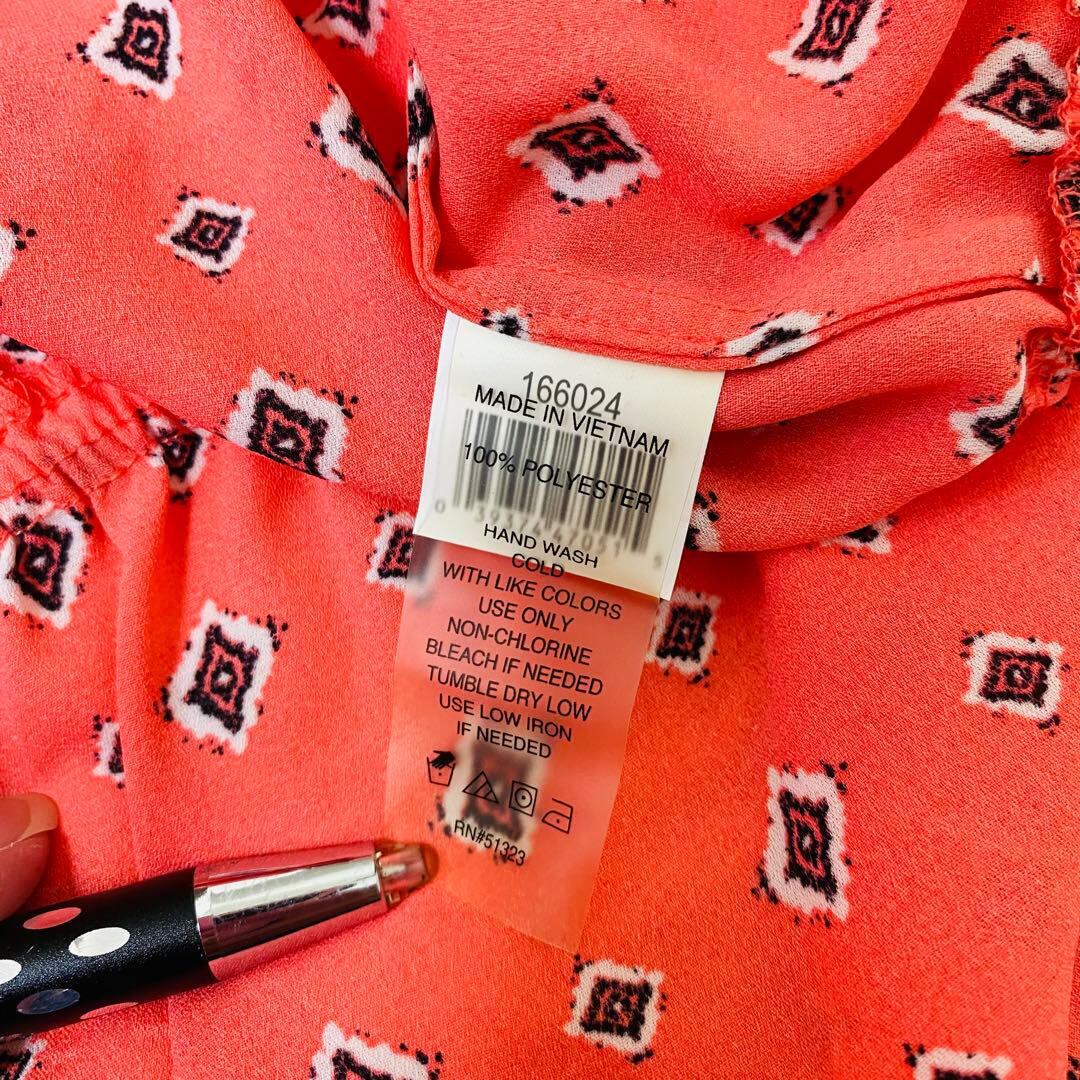 166024
MADE IN VIETNAM
100% POLYESTER
HAND WASH
COLD
WITH LIKE COLORS
USE ONLY
NON-CHLORINE
BLEACH IF NEEDED
TUMBLE DRY LOW
USE LOW IRON
IF NEEDED
RN#51323